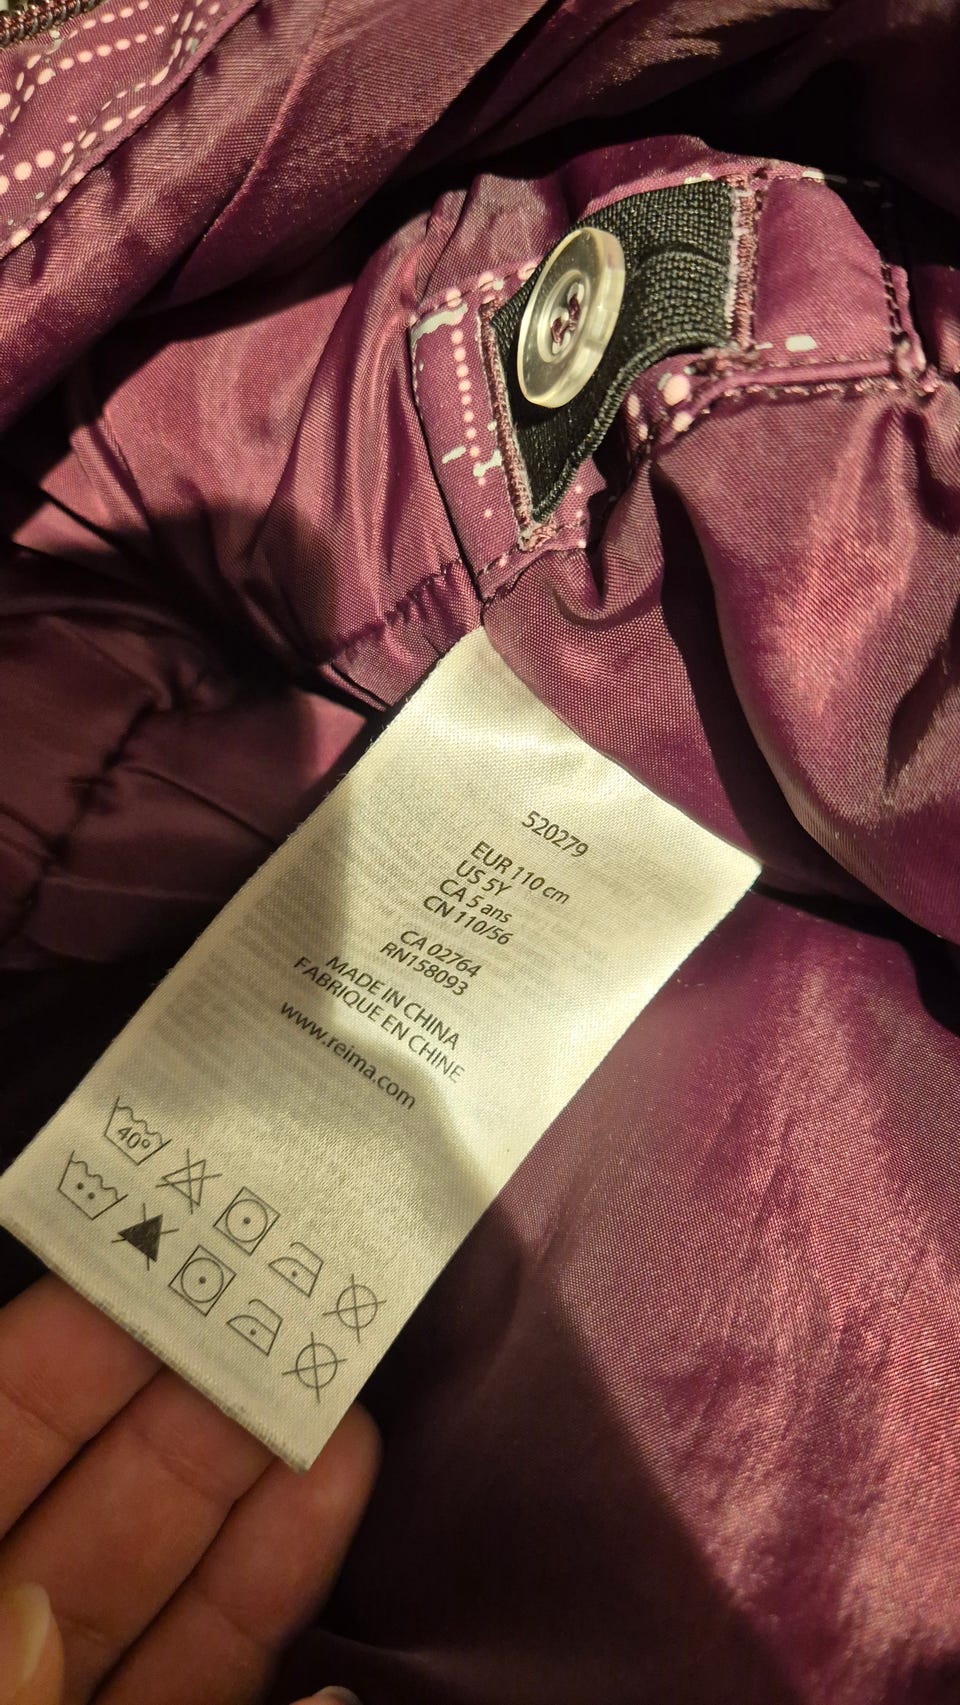 520279
EUR 110 cm
US 5Y
CA 5 ans
CN 110/56
CA 02764
RN158093
MADE IN CHINA
FABRIQUE EN CHINE
www.reima.com
40°